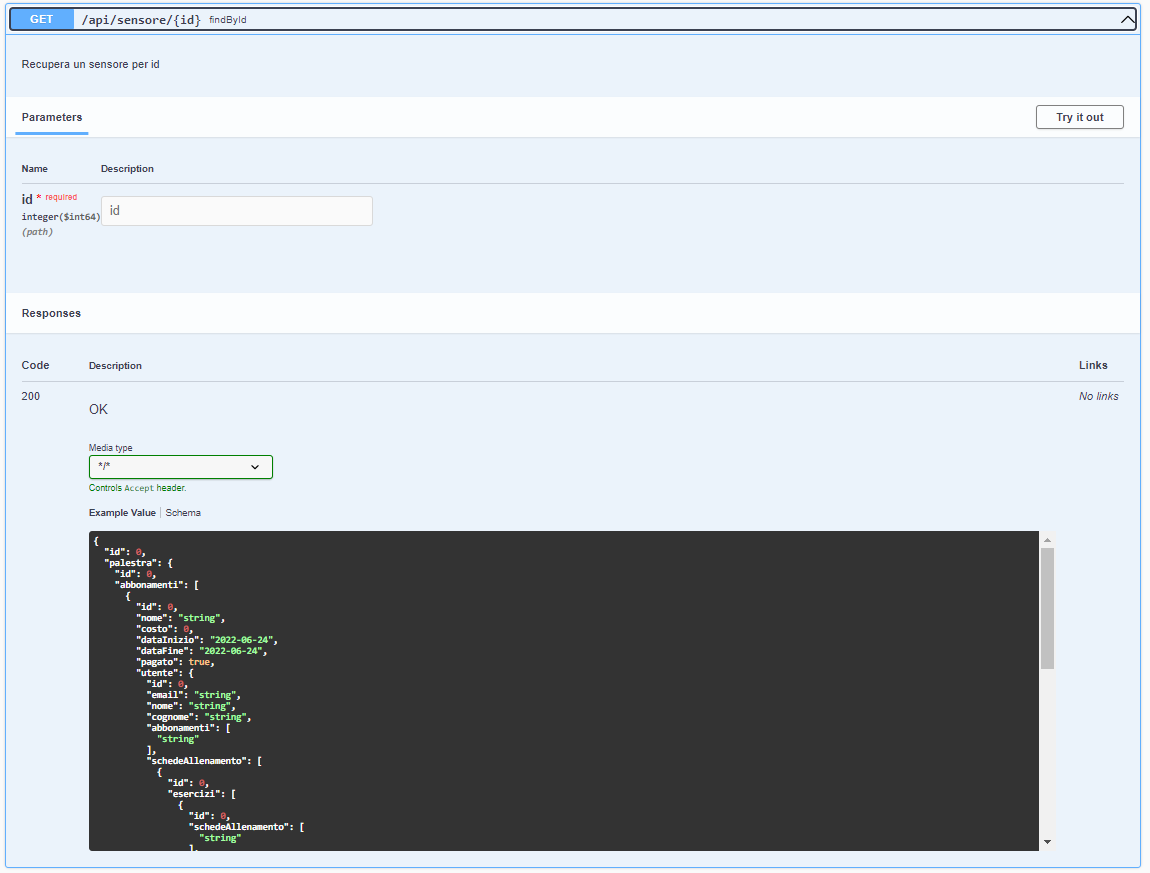 GET /api/sensore/{id} findById
Recupera un sensore per id
Parameters
Try it out
Name Description
id * required
integer($int64)
(path)
id
Responses
Code Description Links
200
OK
No links
Media type
*/*
Controls Accept header.
Example Value | Schema
{
  "id": 0,
  "palestra": {
    "id": 0,
    "abbonamenti": [
      {
        "id": 0,
        "nome": "string",
        "costo": 0,
        "dataInizio": "2022-06-24",
        "dataFine": "2022-06-24",
        "pagato": true,
        "utente": {
          "id": 0,
          "email": "string",
          "nome": "string",
          "cognome": "string",
          "abbonamenti": [
            "string"
          ],
          "schedeAllenamento": [
            {
              "id": 0,
              "esercizi": [
                {
                  "id": 0,
                  "schedeAllenamento": [
                    "string"
                  ],